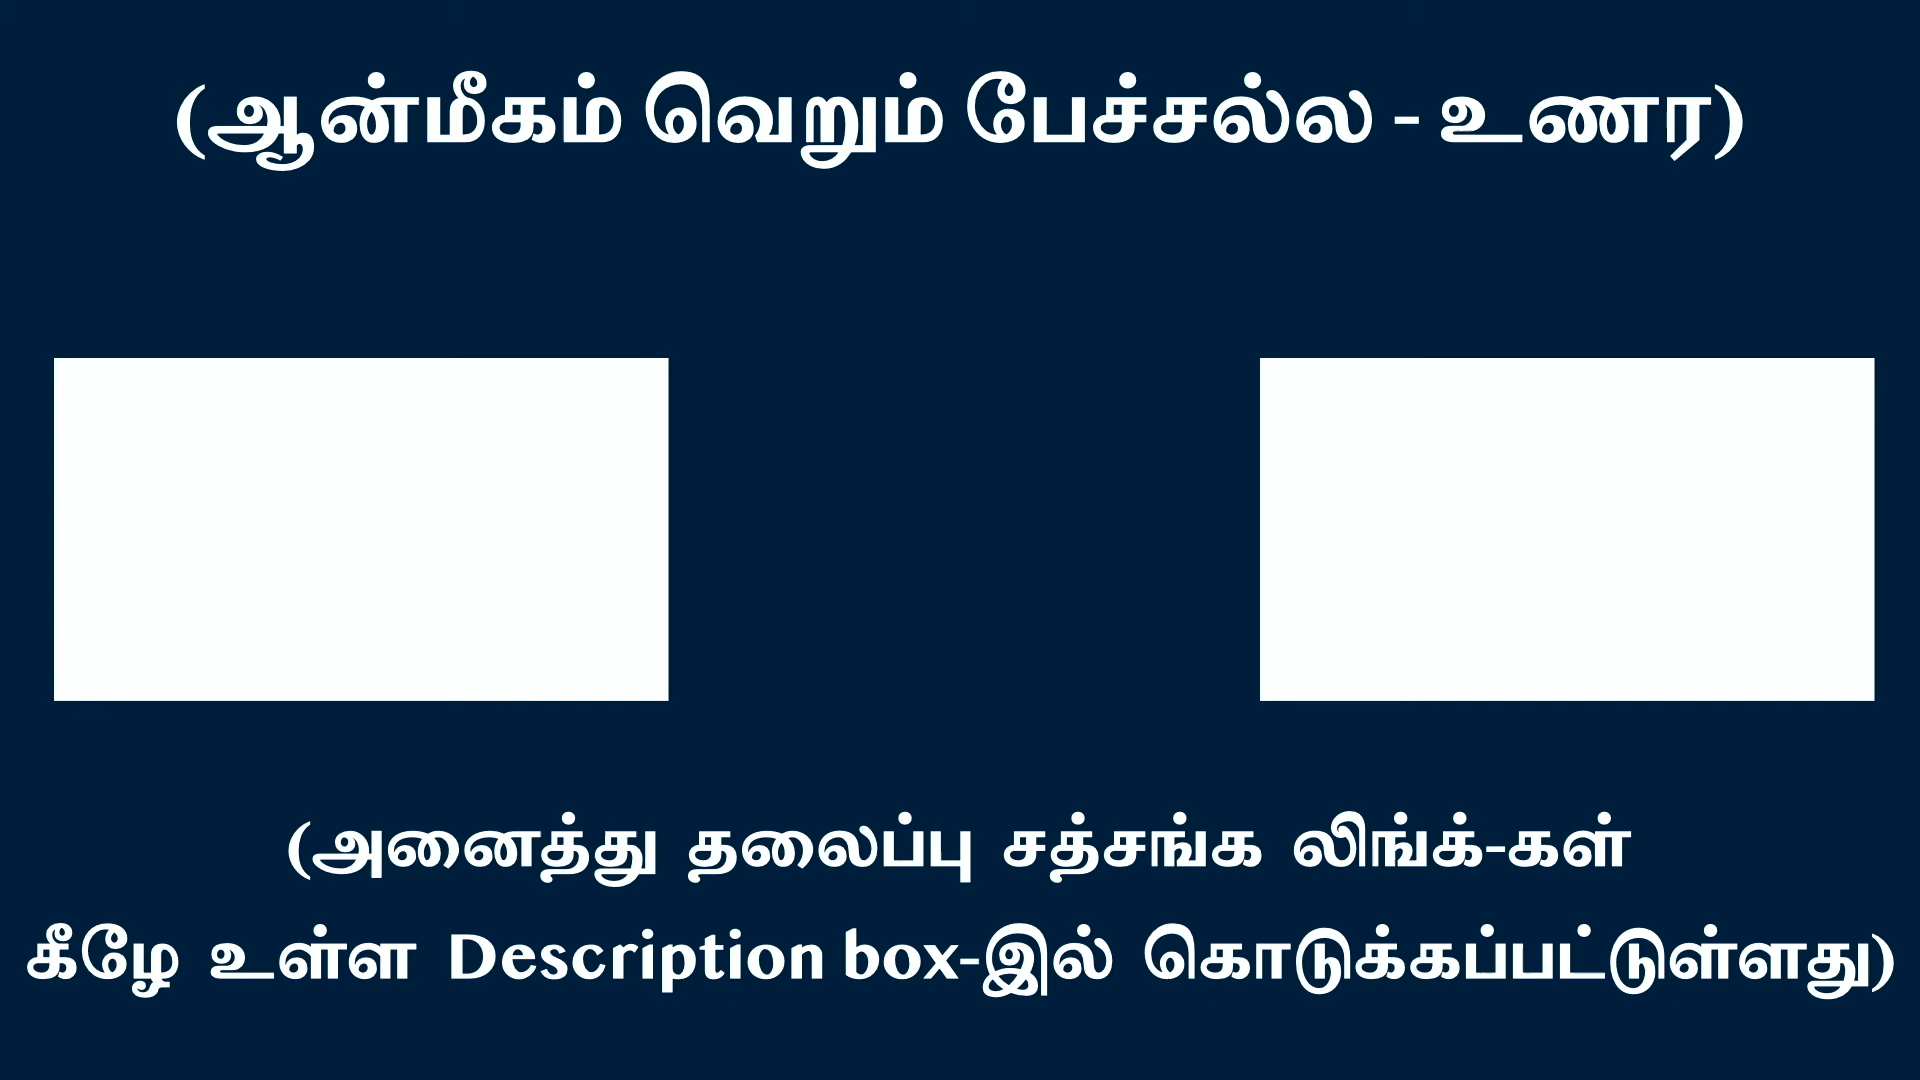 (ஆன்மீகம் வெறும் பேச்சல்ல - உணர)
(அனைத்து தலைப்பு சத்சங்க லிங்க்-கள்
கீழே உள்ள Description box-இல் கொடுக்கப்பட்டுள்ளது)